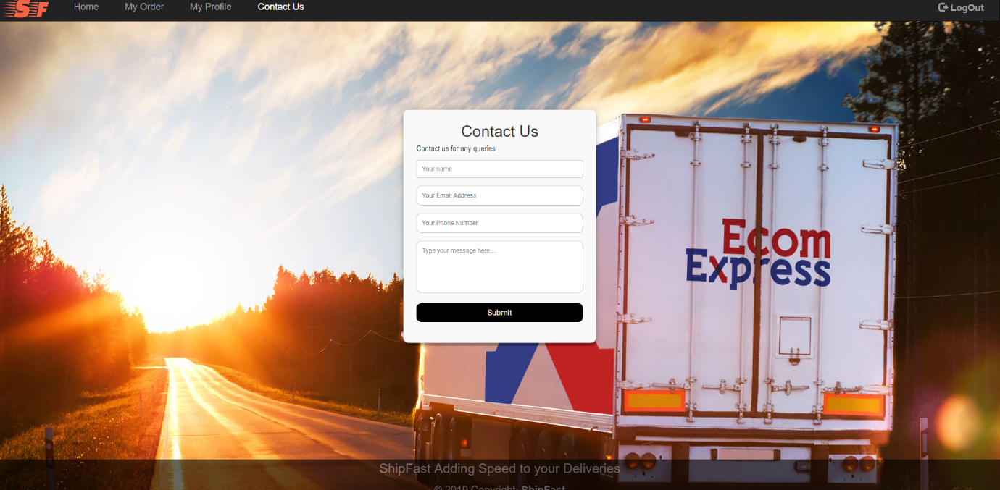 SF
Home My Order My Profile Contact Us LogOut
Contact Us
Contact us for any queries
Your name
Your Email Address
Your Phone Number
Type your message here....
Submit
Ecom
Express
ShipFast Adding Speed to your Deliveries
© 2019 Copyright: ShipFast